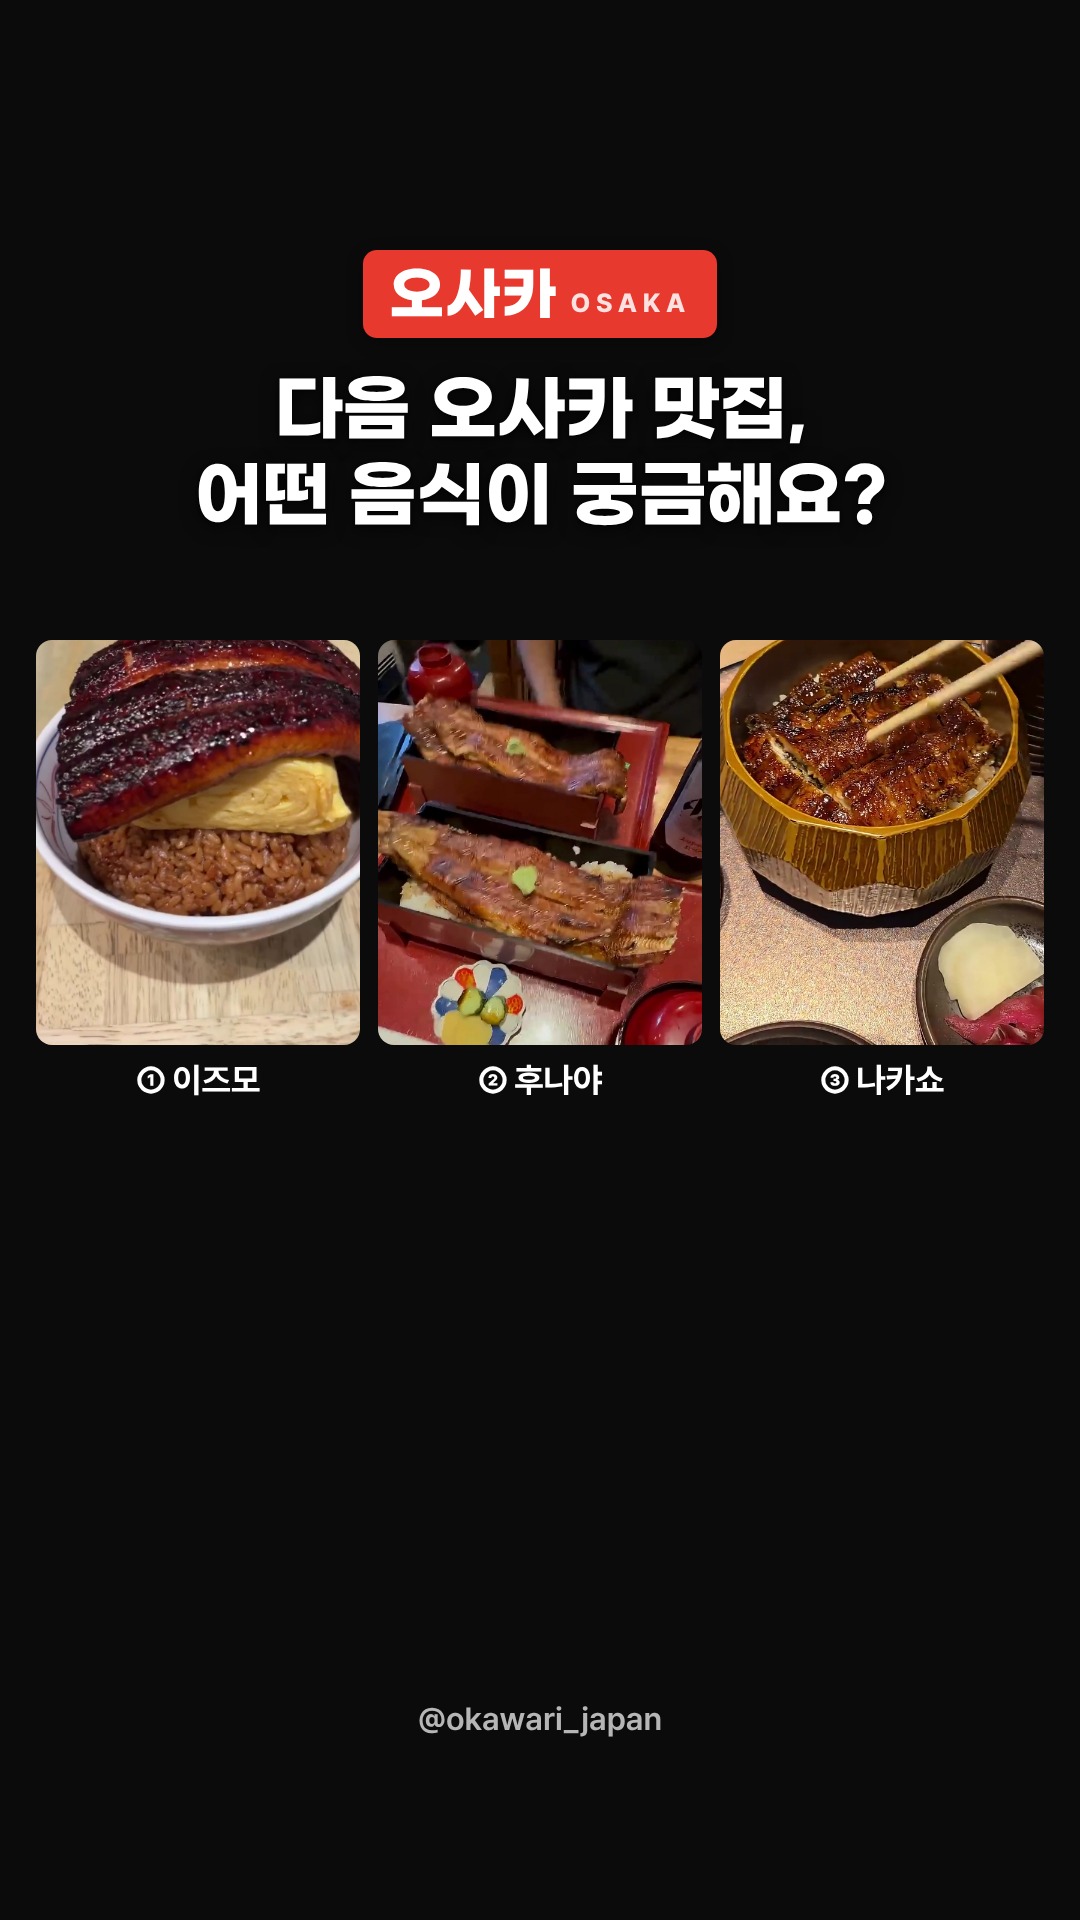 오사카 OSAKA
다음 오사카 맛집,
어떤 음식이 궁금해요?
① 이즈모
② 후나야
③ 나카쇼
@okawari_japan